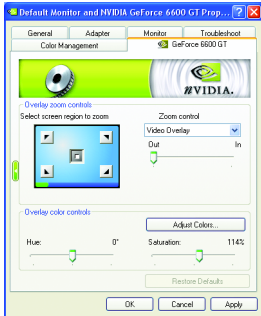 Default Monitor and NVIDIA GeForce 6600 GT Prop...
General Adapter Monitor Troubleshoot
Color Management GeForce 6600 GT
NVIDIA.
Overlay zoom controls
Select screen region to zoom Zoom control
Video Overlay
Out In
Overlay color controls
Adjust Colors...
Hue: 0° Saturation: 114%
Restore Defaults
OK Cancel Apply